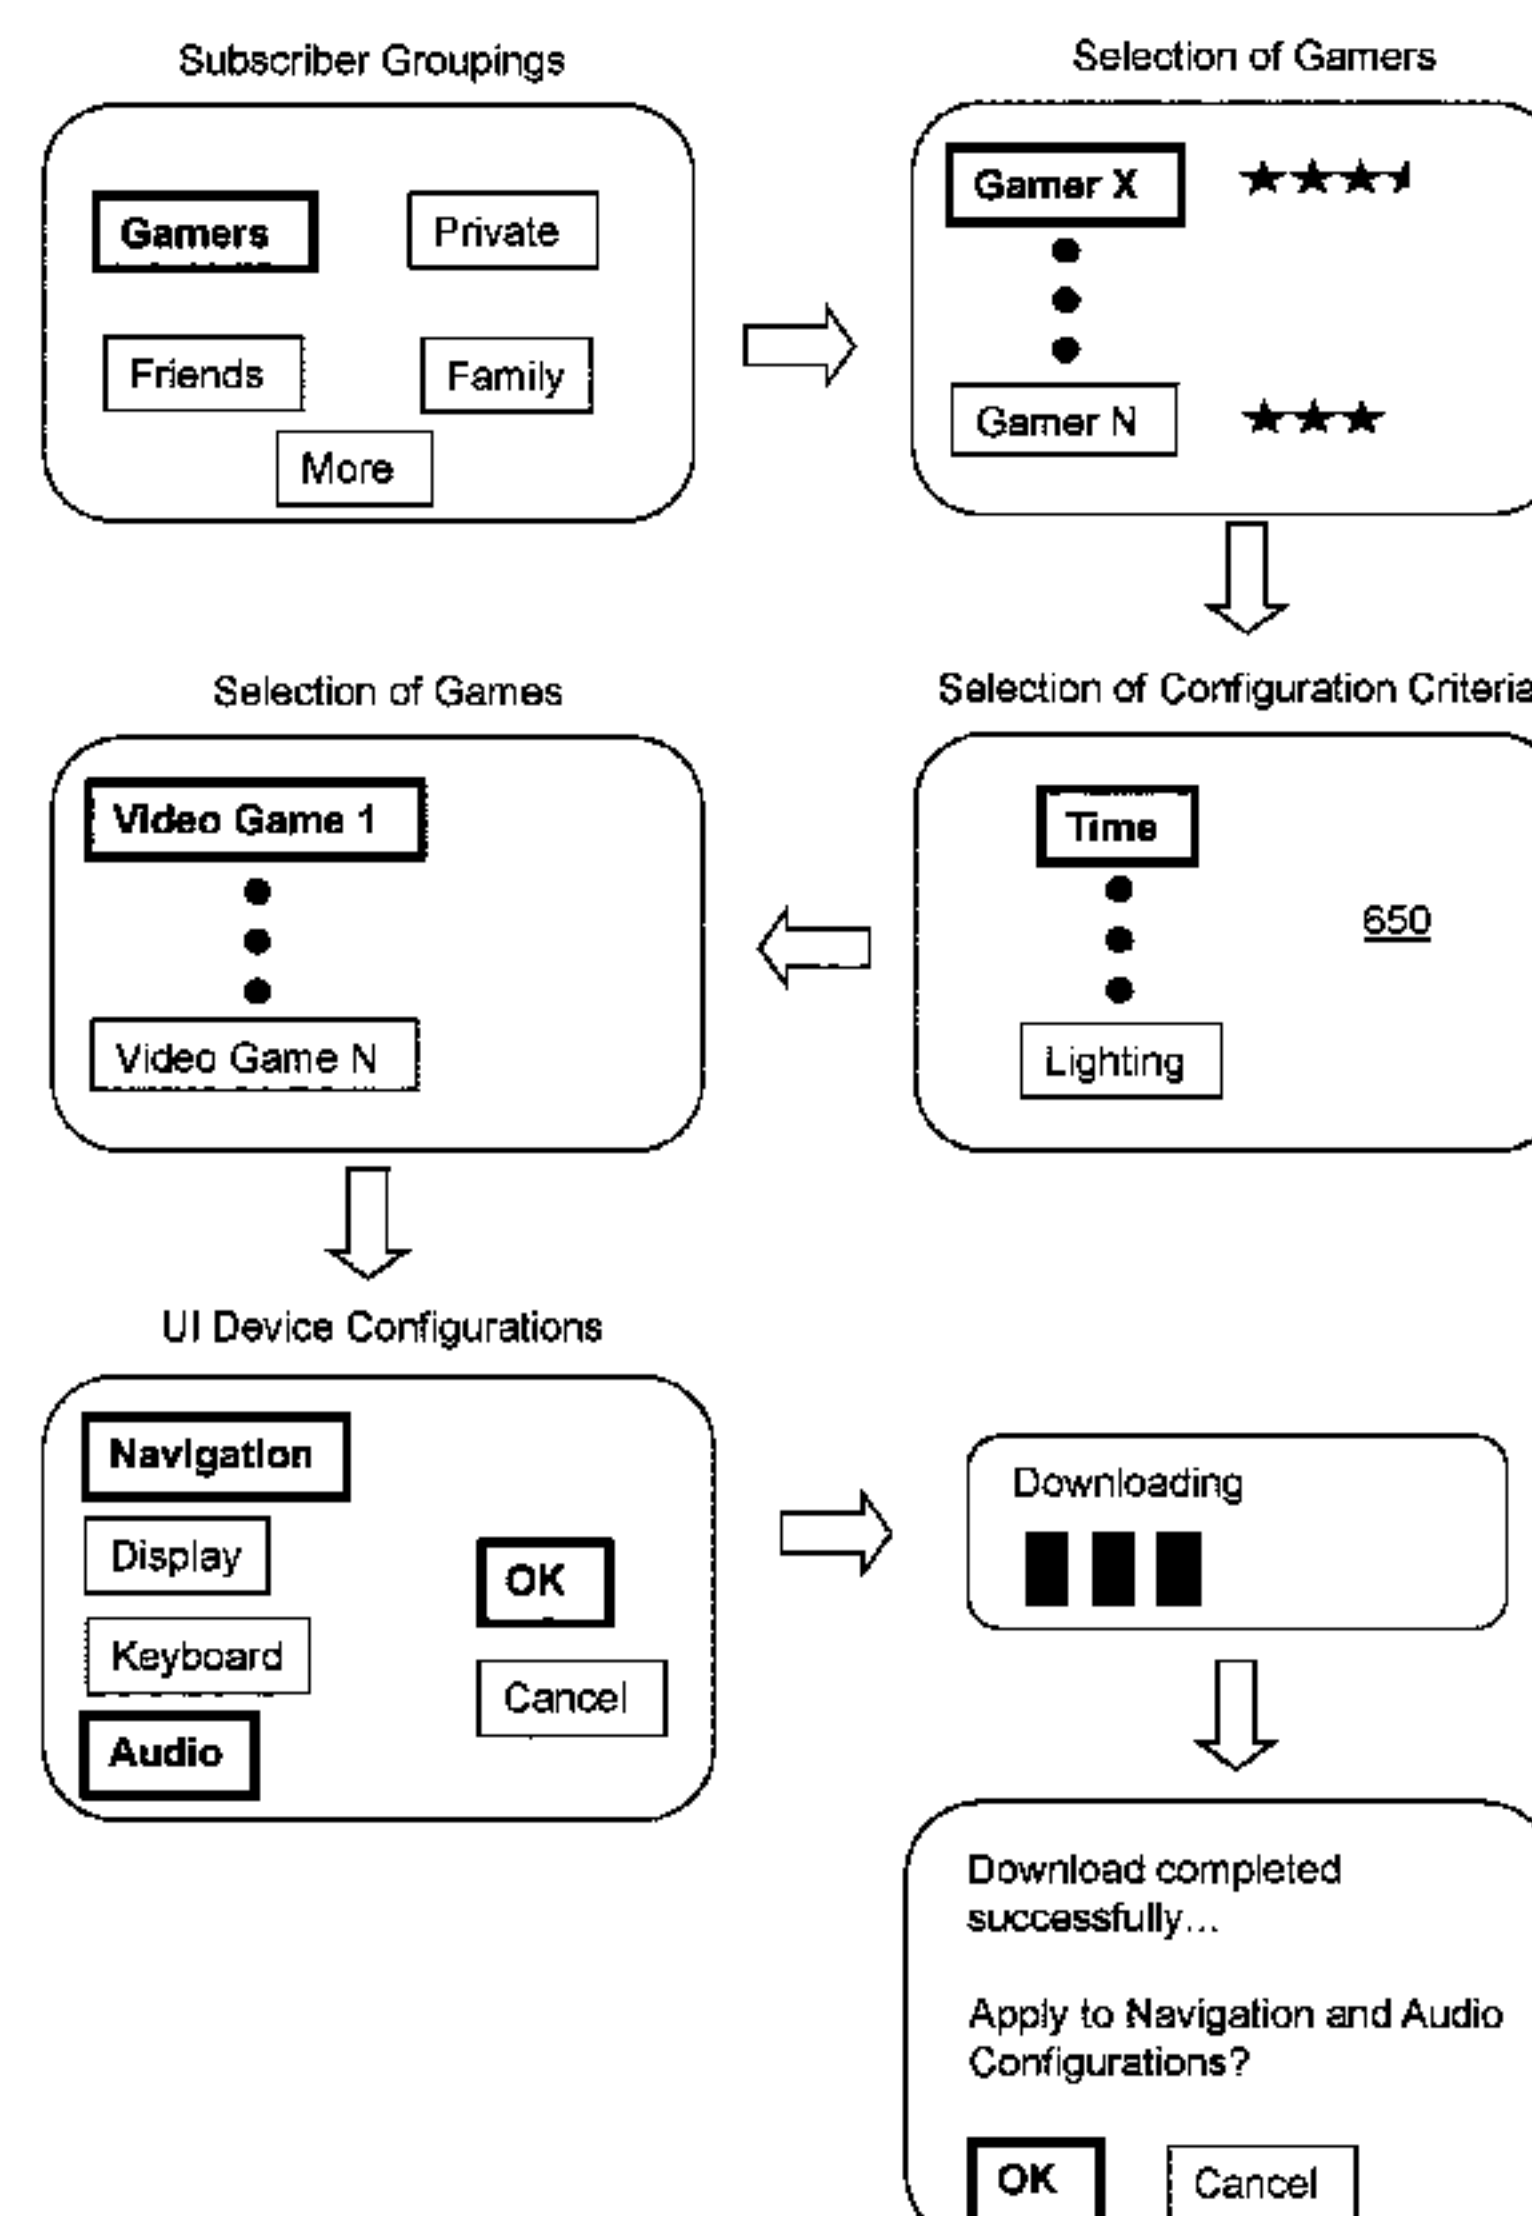 Subscriber Groupings
Gamers
Private
Friends
Family
More
Selection of Gamers
Gamer X
Gamer N
Selection of Configuration Criteria
Time
650
Lighting
Selection of Games
Video Game 1
Video Game N
UI Device Configurations
Navigation
Display
Keyboard
Audio
OK
Cancel
Downloading
Download completed
successfully...
Apply to Navigation and Audio
Configurations?
OK
Cancel